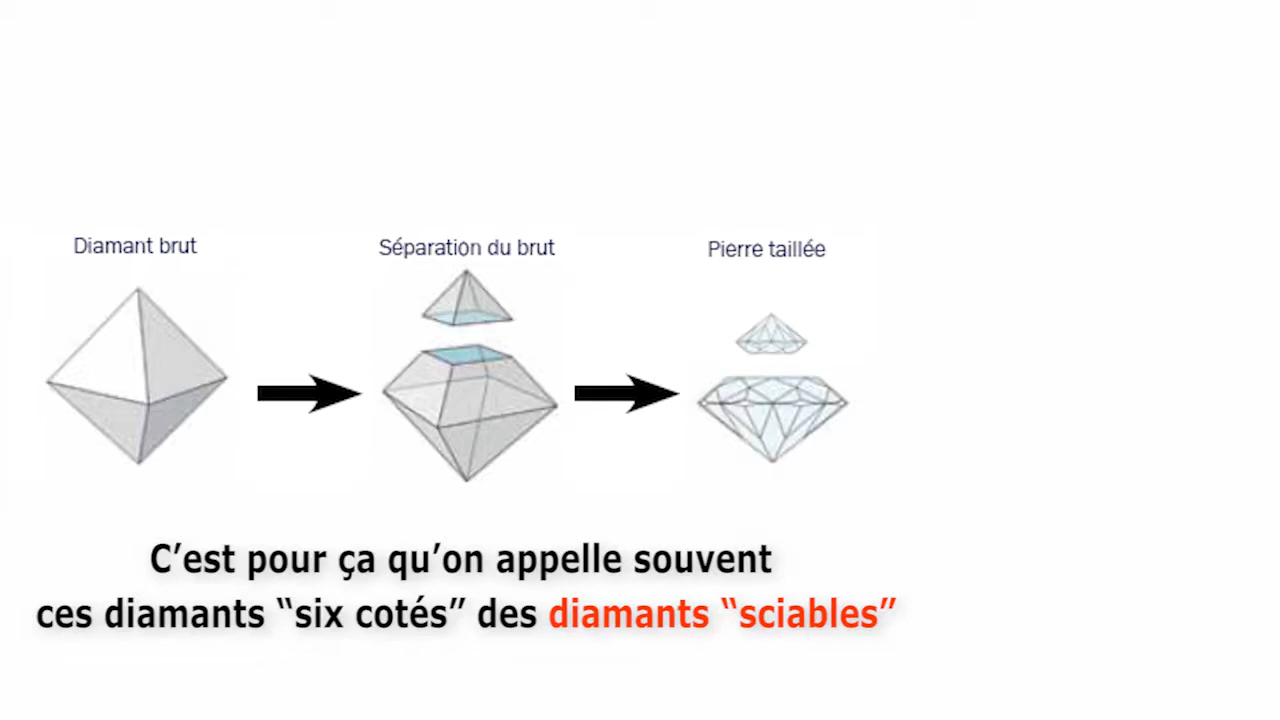 Diamant brut
Séparation du brut
Pierre taillée
C’est pour ça qu’on appelle souvent
ces diamants “six cotés” des diamants “sciables”